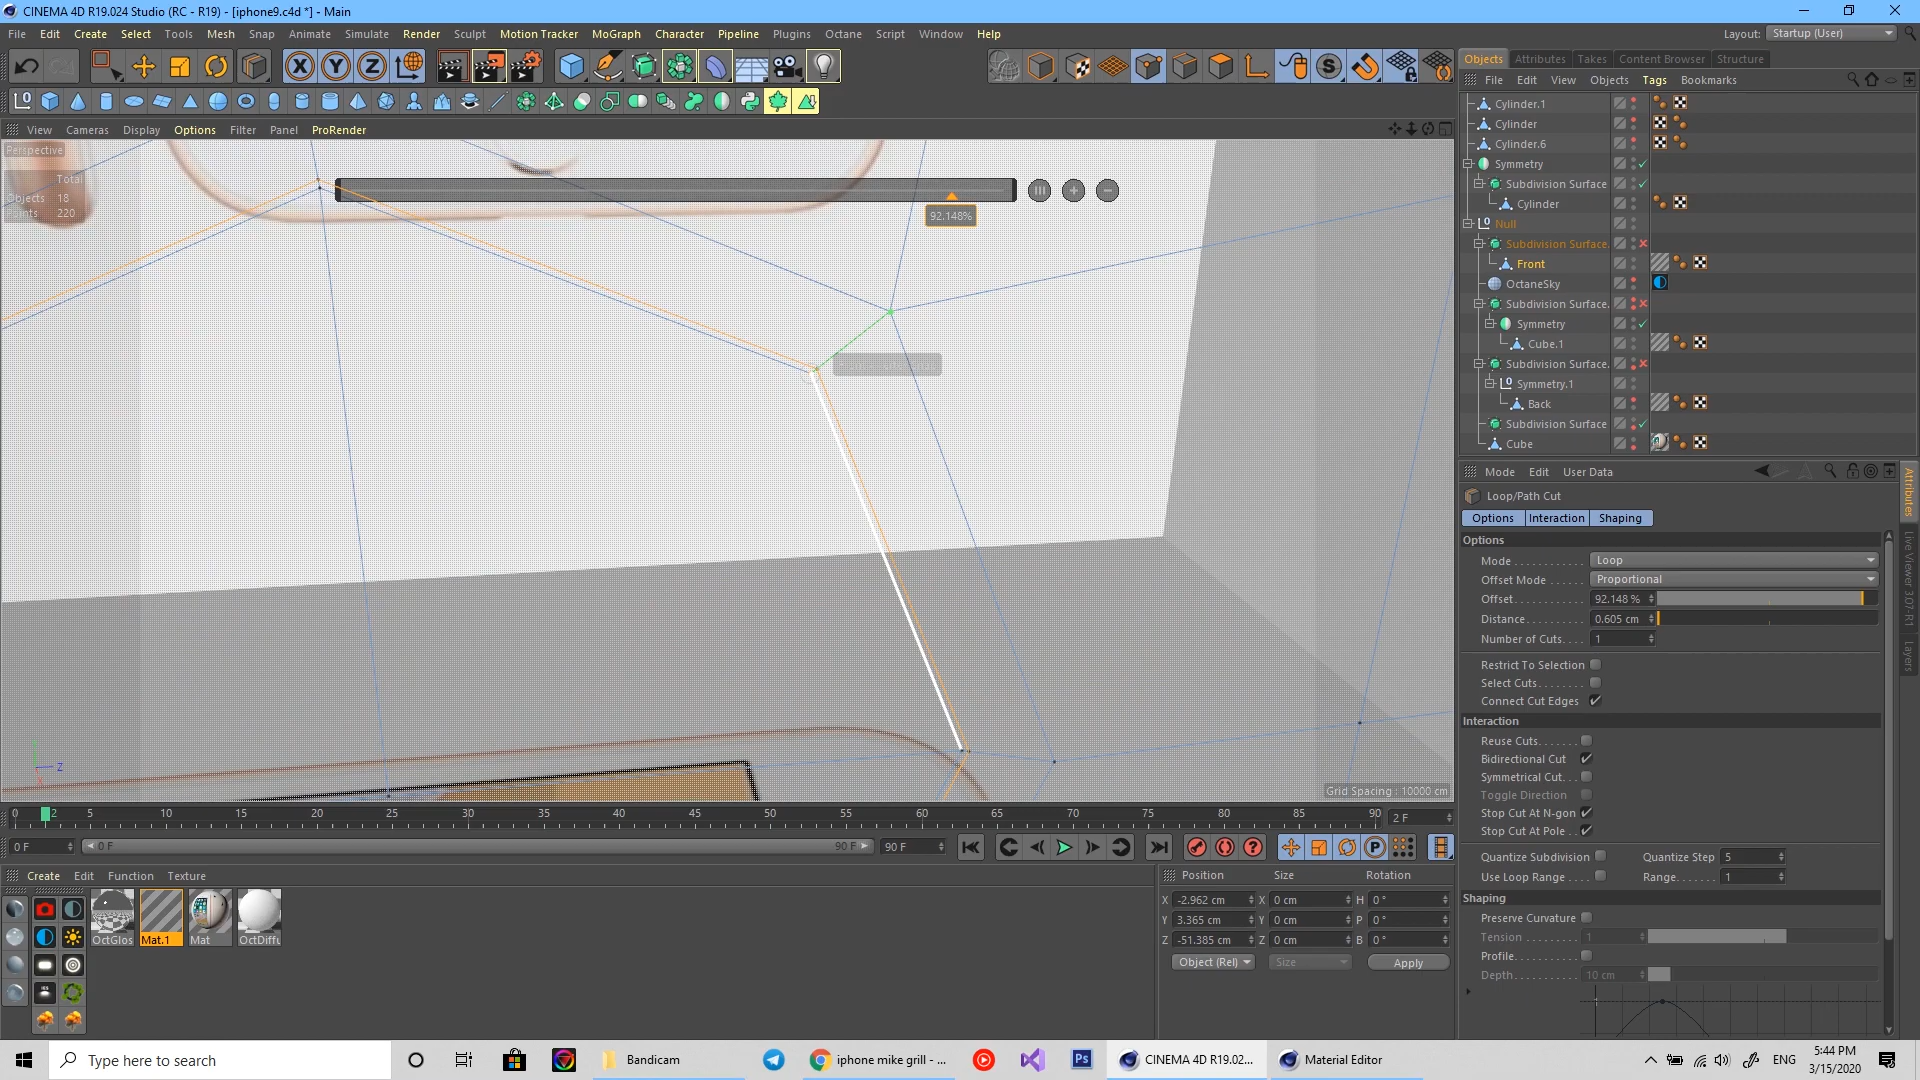 CINEMA 4D R19.024 Studio (RC - R19) - [iphone9.c4d *] - Main
File Edit Create Select Tools Mesh Snap Animate Simulate Render Sculpt Motion Tracker MoGraph Character Pipeline Plugins Octane Script Window Help
Layout: Startup (User)
Objects Attributes Takes Content Browser Structure
File Edit View Objects Tags Bookmarks
View Cameras Display Options Filter Panel ProRender
Perspective
Total
Objects 18
Points 220
92.148%
Grid Spacing : 10000 cm
Z
Cylinder.1
Cylinder
Cylinder.6
Symmetry
Subdivision Surface
Cylinder
Null
Subdivision Surface.
Front
OctaneSky
Subdivision Surface.
Symmetry
Cube.1
Subdivision Surface.
Symmetry.1
Back
Subdivision Surface
Cube
Mode Edit User Data
Loop/Path Cut
Options Interaction Shaping
Options
Mode Loop
Offset Mode Proportional
Offset 92.148 %
Distance 0.605 cm
Number of Cuts 1
Restrict To Selection
Select Cuts
Connect Cut Edges
Interaction
Reuse Cuts
Bidirectional Cut
Symmetrical Cut
Toggle Direction
Stop Cut At N-gon
Stop Cut At Pole
Quantize Subdivision Quantize Step 5
Use Loop Range Range 1
Shaping
Preserve Curvature
Tension 1
Profile
Depth 10 cm
Attributes
Live Viewer 3.07-R1
Layers
0 2 5 10 15 20 25 30 35 40 45 50 55 60 65 70 75 80 85 90 2 F
0 F 0 F 90 F 90 F
Create Edit Function Texture
OctGlos Mat.1 Mat OctDiffu
Position Size Rotation
X -2.962 cm X 0 cm H 0 °
Y 3.365 cm Y 0 cm P 0 °
Z -51.385 cm Z 0 cm B 0 °
Object (Rel) Size Apply
Type here to search
Bandicam
iphone mike grill - ...
Ps
CINEMA 4D R19.02...
Material Editor
ENG
5:44 PM
3/15/2020